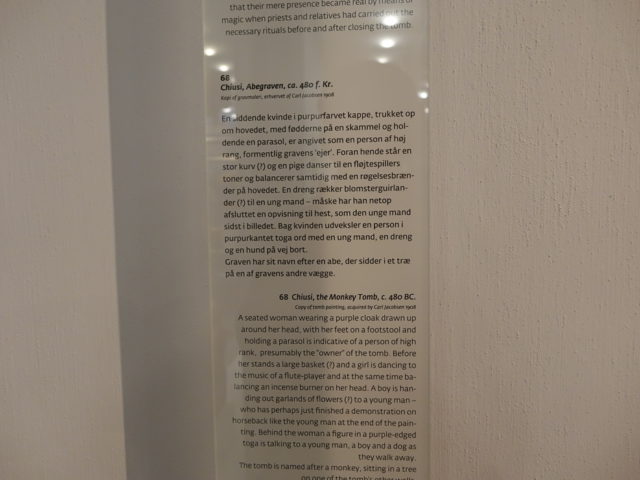 that their mere presence became real by means of
magic when priests and relatives had carried out the
necessary rituals before and after closing the tomb.
68
Chiusi, Abegraven, ca. 480 f. Kr.
Kopi af gravmaleri, erhvervet af Carl Jacobsen 1908
En siddende kvinde i purpurfarvet kappe, trukket op
om hovedet, med fødderne på en skammel og hol-
dende en parasol, er angivet som en person af høj
rang, formentlig gravens 'ejer'. Foran hende står en
stor kurv (?) og en pige danser til en fløjtespillers
toner og balancerer samtidig med en røgelsesbræn-
der på hovedet. En dreng rækker blomsterguirlan-
der (?) til en ung mand – måske har han netop
afsluttet en opvisning til hest, som den unge mand
sidst i billedet. Bag kvinden udveksler en person i
purpurkantet toga ord med en ung mand, en dreng
og en hund på vej bort.
Graven har sit navn efter en abe, der sidder i et træ
på en af gravens andre vægge.
68 Chiusi, the Monkey Tomb, c. 480 BC.
Copy of tomb painting, acquired by Carl Jacobsen 1908
A seated woman wearing a purple cloak drawn up
around her head, with her feet on a footstool and
holding a parasol is indicative of a person of high
rank, presumably the "owner" of the tomb. Before
her stands a large basket (?) and a girl is dancing to
the music of a flute-player and at the same time ba-
lancing an incense burner on her head. A boy is han-
ding out garlands of flowers (?) to a young man –
who has perhaps just finished a demonstration on
horseback like the young man at the end of the pain-
ting. Behind the woman a figure in a purple-edged
toga is talking to a young man, a boy and a dog as
they walk away.
The tomb is named after a monkey, sitting in a tree
on one of the tomb's other walls.